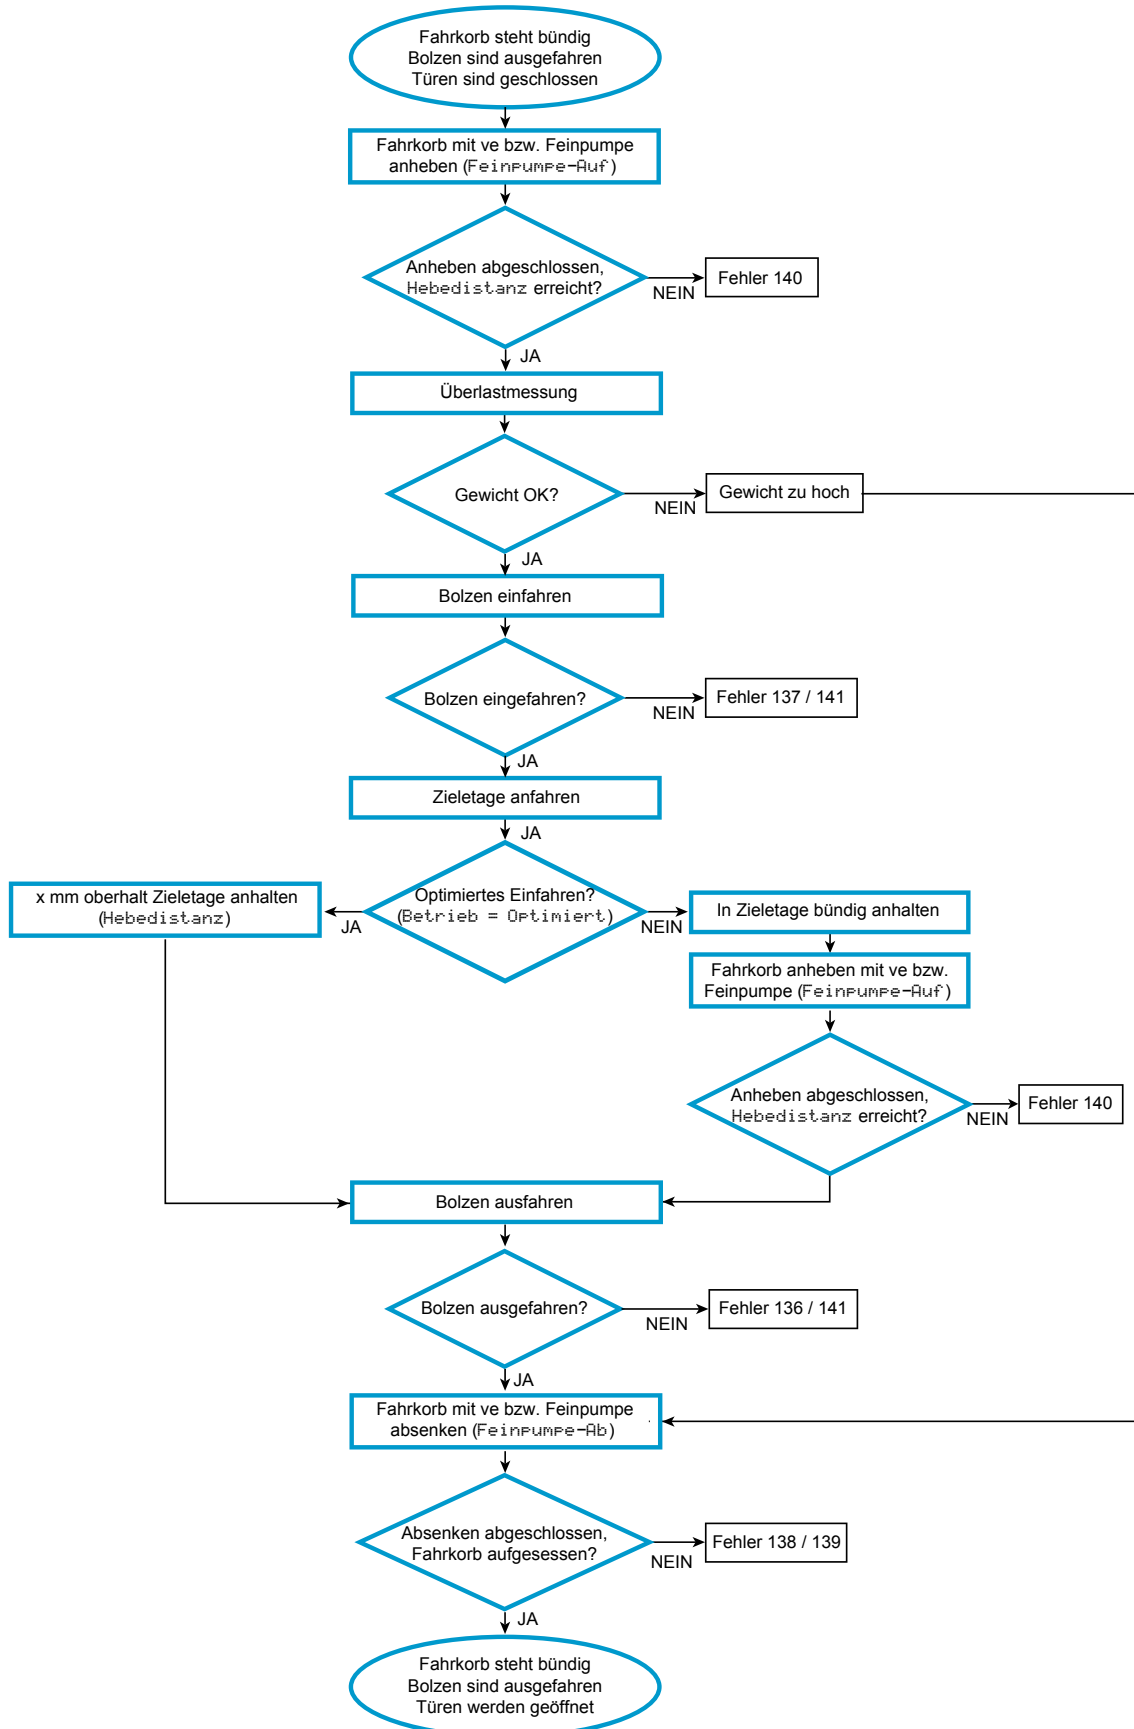 Fahrkorb steht bündig
Bolzen sind ausgefahren
Türen sind geschlossen
Fahrkorb mit ve bzw. Feinpumpe
anheben (Feinpumpe-Auf)
Anheben abgeschlossen,
Hebedistanz erreicht?
NEIN
Fehler 140
JA
Überlastmessung
Gewicht OK?
NEIN
Gewicht zu hoch
JA
Bolzen einfahren
Bolzen eingefahren?
NEIN
Fehler 137 / 141
JA
Zieletage anfahren
JA
Optimiertes Einfahren?
(Betrieb = Optimiert)
JA
x mm oberhalt Zieletage anhalten
(Hebedistanz)
NEIN
In Zieletage bündig anhalten
Fahrkorb anheben mit ve bzw.
Feinpumpe (Feinpumpe-Auf)
Anheben abgeschlossen,
Hebedistanz erreicht?
NEIN
Fehler 140
Bolzen ausfahren
Bolzen ausgefahren?
NEIN
Fehler 136 / 141
JA
Fahrkorb mit ve bzw. Feinpumpe
absenken (Feinpumpe-Ab)
Absenken abgeschlossen,
Fahrkorb aufgesessen?
NEIN
Fehler 138 / 139
JA
Fahrkorb steht bündig
Bolzen sind ausgefahren
Türen werden geöffnet